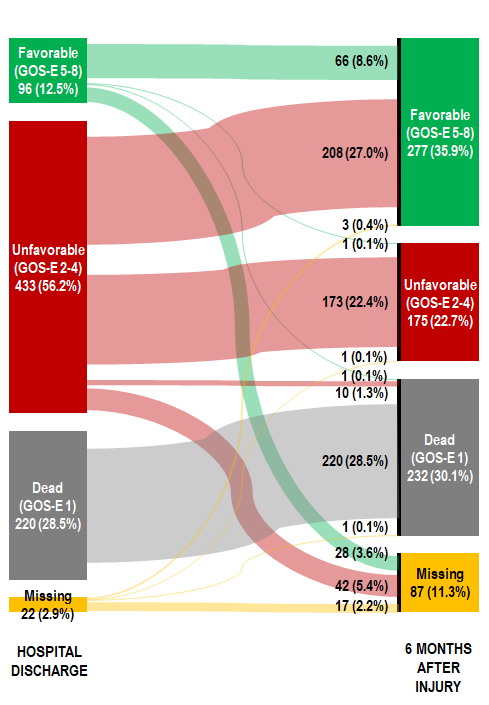 Favorable
(GOS-E 5-8)
96 (12.5%)
Unfavorable
(GOS-E 2-4)
433 (56.2%)
Dead
(GOS-E 1)
220 (28.5%)
Missing
22 (2.9%)
HOSPITAL
DISCHARGE
66 (8.6%)
208 (27.0%)
3 (0.4%)
1 (0.1%)
173 (22.4%)
1 (0.1%)
1 (0.1%)
10 (1.3%)
220 (28.5%)
1 (0.1%)
28 (3.6%)
42 (5.4%)
17 (2.2%)
Favorable
(GOS-E 5-8)
277 (35.9%)
Unfavorable
(GOS-E 2-4)
175 (22.7%)
Dead
(GOS-E 1)
232 (30.1%)
Missing
87 (11.3%)
6 MONTHS
AFTER
INJURY